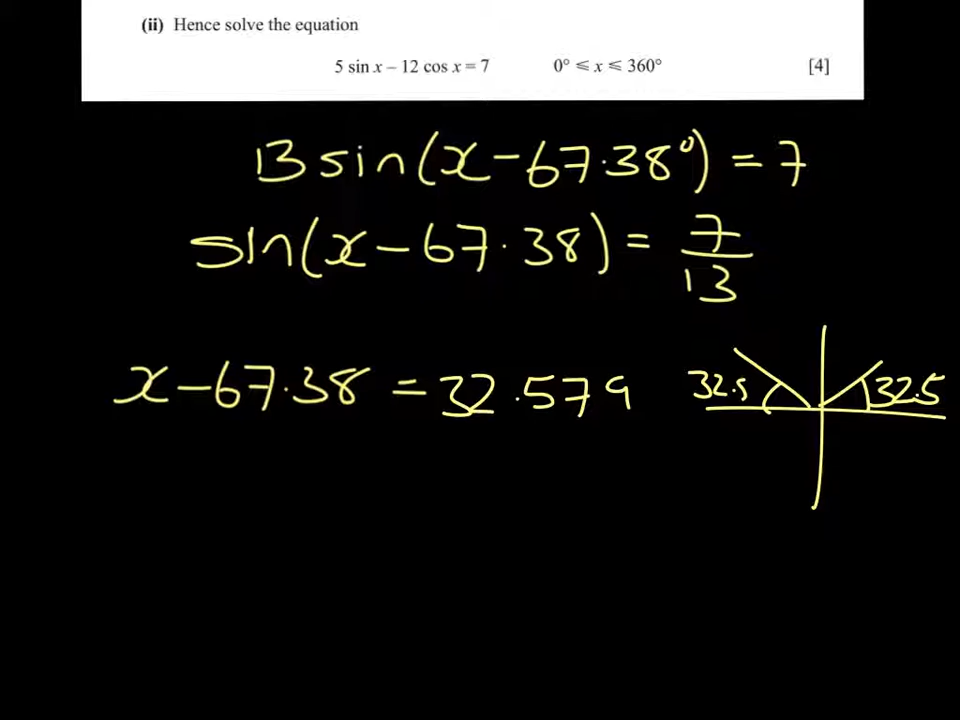 (ii) Hence solve the equation
5 sin x – 12 cos x = 7 0° ⩽ x ⩽ 360° [4]
13 sin(x – 67.38°) = 7
sin(x – 67.38) = 7/13
x – 67.38 = 32.579
32.5 32.5